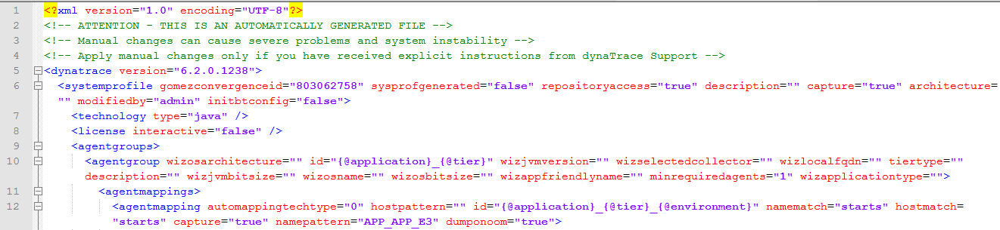 1 <?xml version="1.0" encoding="UTF-8"?>
2 <!-- ATTENTION - THIS IS AN AUTOMATICALLY GENERATED FILE -->
3 <!-- Manual changes can cause severe problems and system instability -->
4 <!-- Apply manual changes only if you have received explicit instructions from dynaTrace Support -->
5 <dynatrace version="6.2.0.1238">
6 <systemprofile gomezconvergenceid="803062758" sysprofgenerated="false" repositoryaccess="true" description="" capture="true" architecture=
"" modifiedby="admin" initbtconfig="false">
7 <technology type="java" />
8 <license interactive="false" />
9 <agentgroups>
10 <agentgroup wizosarchitecture="" id="{@application}_{@tier}" wizjvmversion="" wizselectedcollector="" wizlocalfqdn="" tiertype=""
description="" wizjvmbitsize="" wizosname="" wizosbitsize="" wizappfriendlyname="" minrequiredagents="1" wizapplicationtype="">
11 <agentmappings>
12 <agentmapping automappingtechtype="0" hostpattern="" id="{@application}_{@tier}_{@environment}" namematch="starts" hostmatch=
"starts" capture="true" namepattern="APP_APP_E3" dumponoom="true">